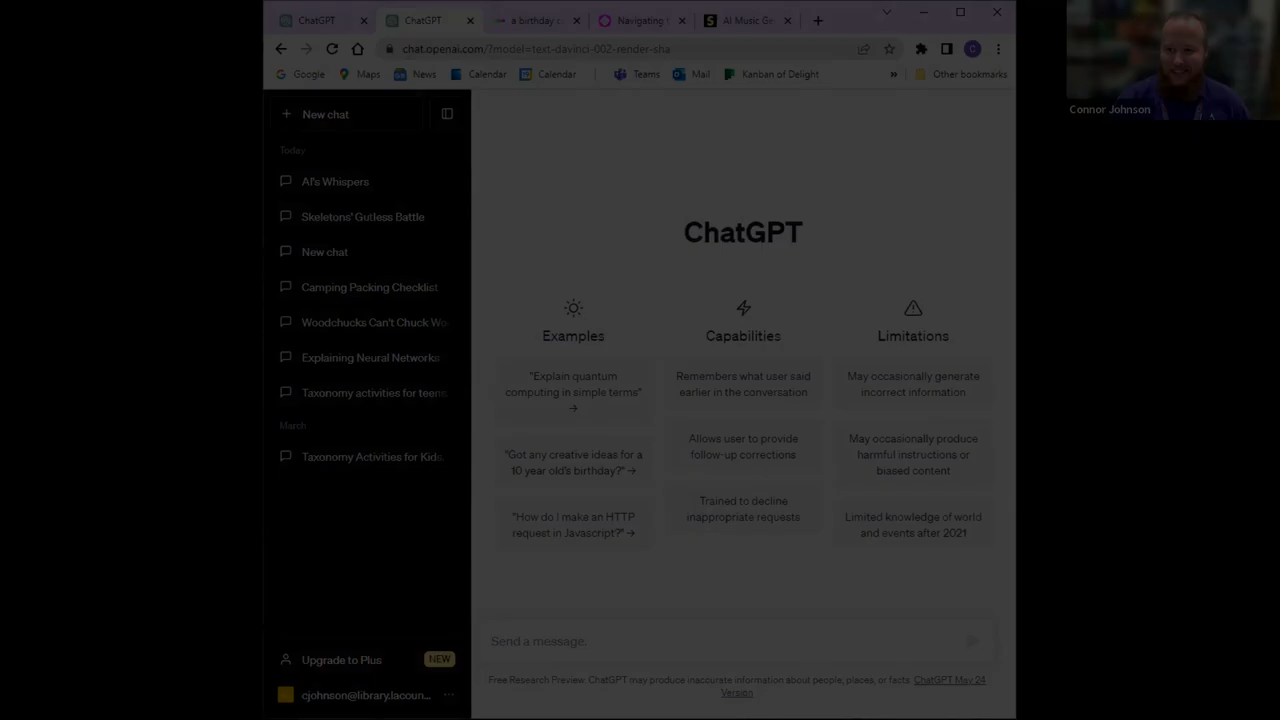 ChatGPT
ChatGPT
a birthday c
Navigating t
AI Music Ge
chat.openai.com/?model=text-davinci-002-render-sha
C
Google
Maps
News
Calendar
Calendar
Teams
Mail
Kanban of Delight
»
Other bookmarks
Connor Johnson
+ New chat
Today
AI's Whispers
Skeletons' Gutless Battle
New chat
Camping Packing Checklist
Woodchucks Can't Chuck Wo
Explaining Neural Networks
Taxonomy activities for teens
March
Taxonomy Activities for Kids
Upgrade to Plus
NEW
cjohnson@library.lacoun...
ChatGPT
Examples
"Explain quantum
computing in simple terms"
→
"Got any creative ideas for a
10 year old's birthday?" →
"How do I make an HTTP
request in Javascript?" →
Capabilities
Remembers what user said
earlier in the conversation
Allows user to provide
follow-up corrections
Trained to decline
inappropriate requests
Limitations
May occasionally generate
incorrect information
May occasionally produce
harmful instructions or
biased content
Limited knowledge of world
and events after 2021
Send a message.
Free Research Preview. ChatGPT may produce inaccurate information about people, places, or facts. ChatGPT May 24
Version